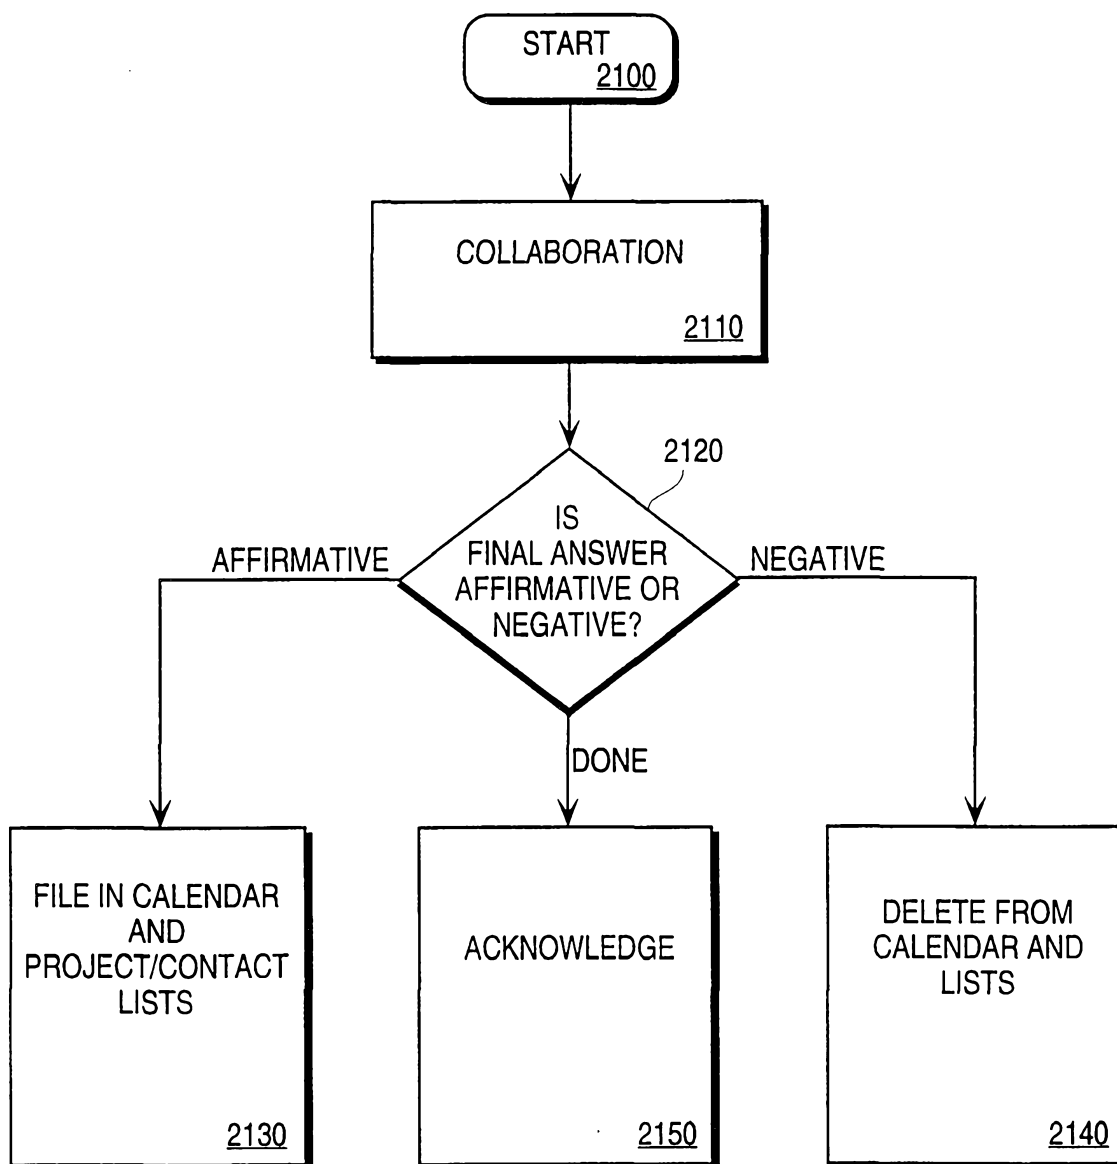 START
2100
COLLABORATION
2110
2120
IS
FINAL ANSWER
AFFIRMATIVE OR
NEGATIVE?
AFFIRMATIVE
NEGATIVE
DONE
FILE IN CALENDAR
AND
PROJECT/CONTACT
LISTS
2130
ACKNOWLEDGE
2150
DELETE FROM
CALENDAR AND
LISTS
2140